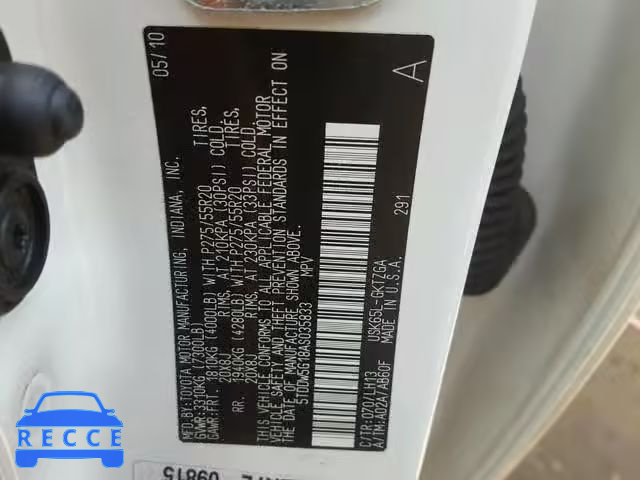 MFD.BY:TOYOTA MOTOR MANUFACTURING, INDIANA, INC. 05/10
GVWR:3310KG(7300LB)
GAWR:FRT. 1815KG(4001LB) WITH P275/55R20 TIRES,
20X8J RIMS, AT 210KPA (30PSI) COLD.
RR. 1940KG(4280LB) WITH P275/55R20 TIRES,
20X8J RIMS, AT 230KPA (33PSI) COLD.
THIS VEHICLE CONFORMS TO ALL APPLICABLE FEDERAL MOTOR
VEHICLE SAFETY AND THEFT PREVENTION STANDARDS IN EFFECT ON
THE DATE OF MANUFACTURE SHOWN ABOVE.
5TDDW5G18AS035833 MPV A
291
C/TR:070/LH13 USK65L-GKTZGA
A/TM:A02A/AB60F MADE IN U.S.A.
09815
RECCE